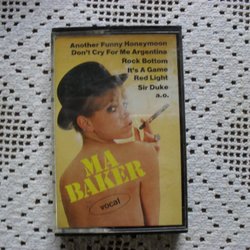 Another Funny Honeymoon
Don't Cry For Me Argentina
Rock Bottom
It's A Game
Red Light
Sir Duke
a.o.
MA
BAKER
vocal